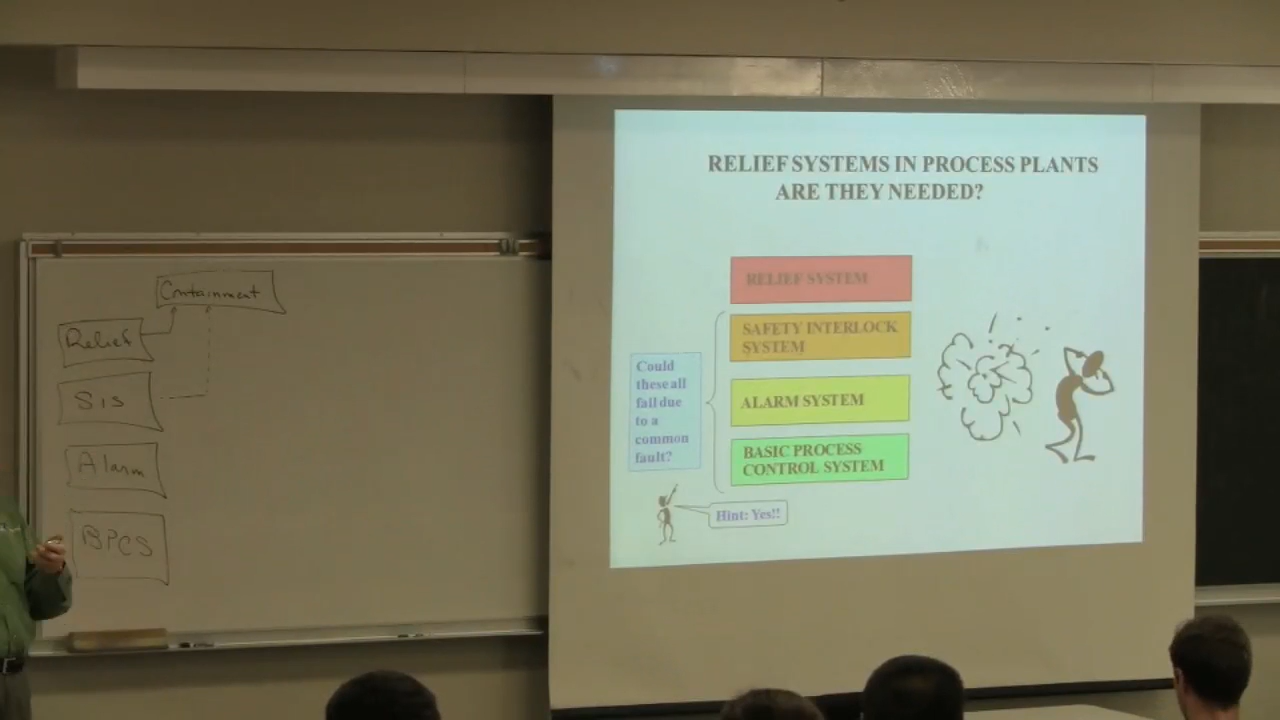 Containment
Relief
SIS
Alarm
BPCS
RELIEF SYSTEMS IN PROCESS PLANTS
ARE THEY NEEDED?
RELIEF SYSTEM
SAFETY INTERLOCK
SYSTEM
ALARM SYSTEM
BASIC PROCESS
CONTROL SYSTEM
Could
these all
fail due
to a
common
fault?
Hint: Yes!!